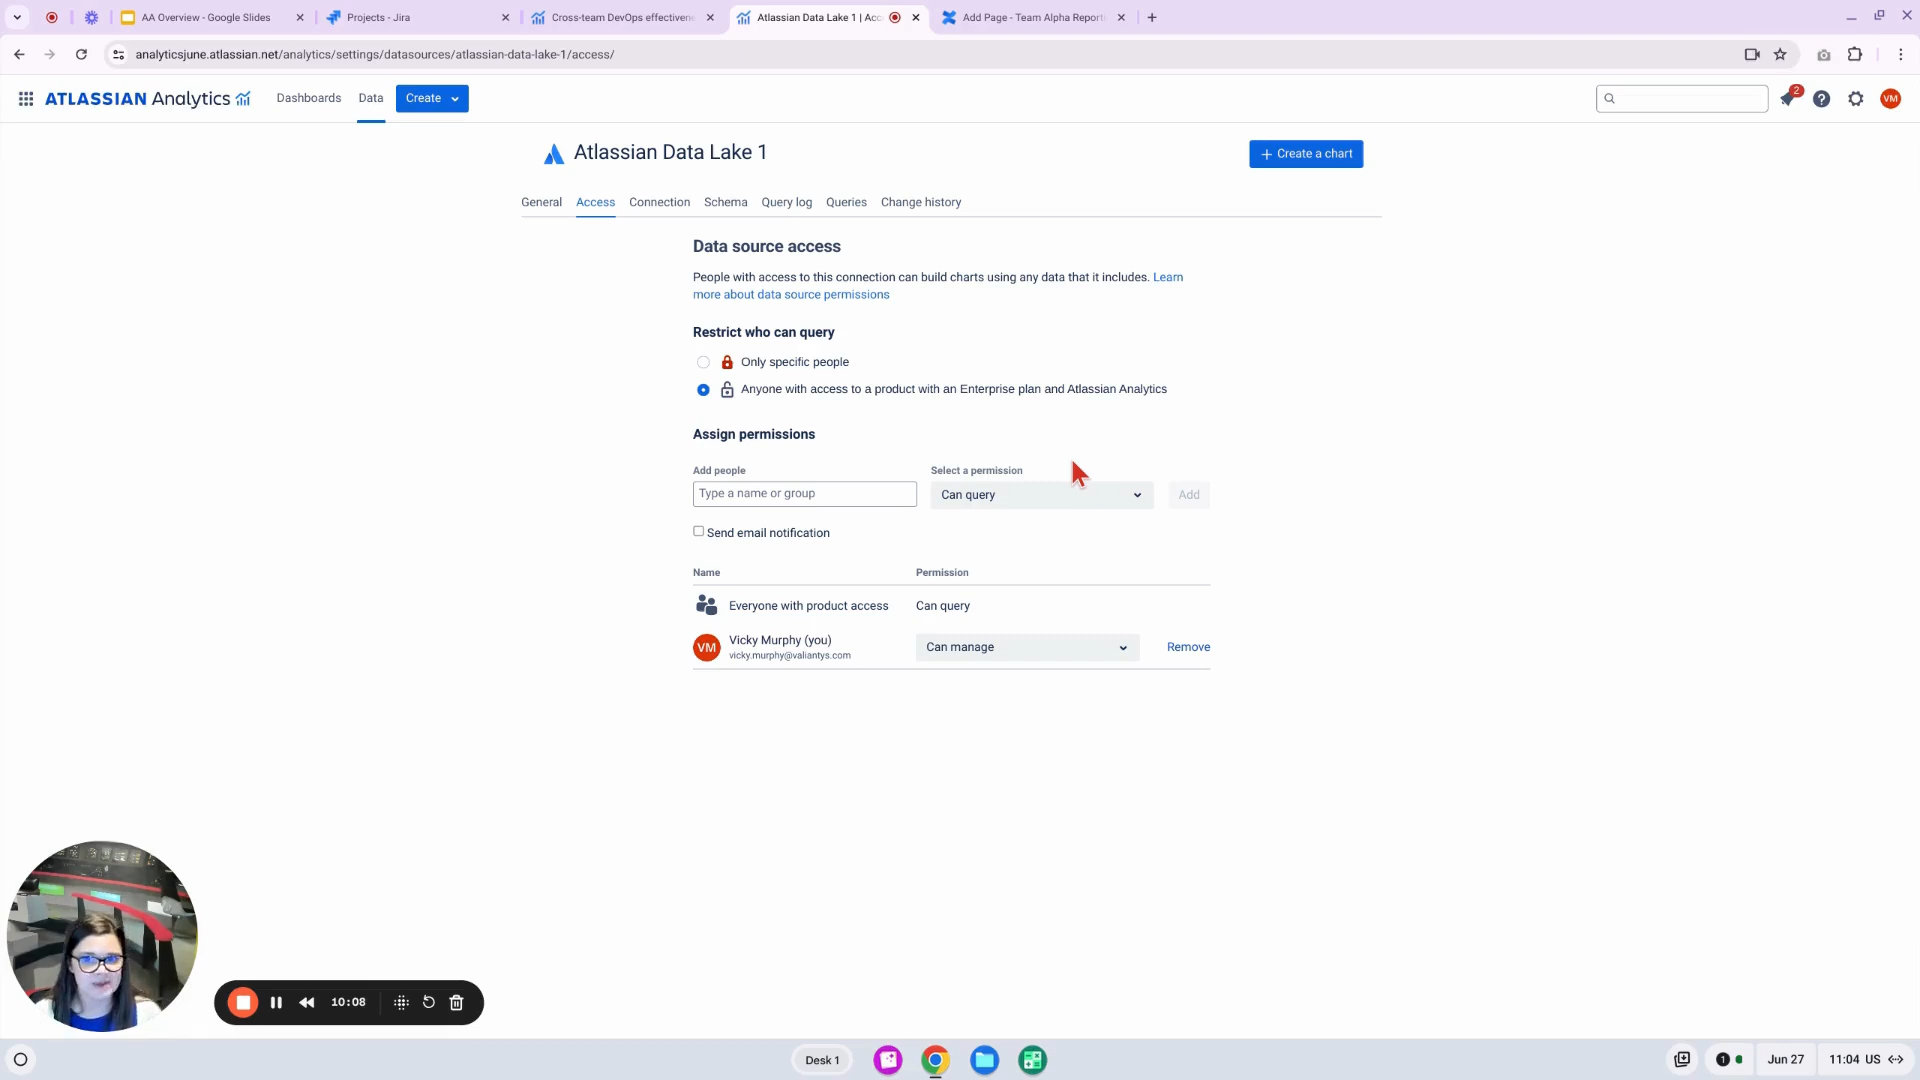 AA Overview - Google Slides
Projects - Jira
Cross-team DevOps effectivene
Atlassian Data Lake 1 | Acc
Add Page - Team Alpha Report
analyticsjune.atlassian.net/analytics/settings/datasources/atlassian-data-lake-1/access/
ATLASSIAN Analytics
Dashboards
Data
Create
2
VM
Atlassian Data Lake 1
Create a chart
General
Access
Connection
Schema
Query log
Queries
Change history
Data source access
People with access to this connection can build charts using any data that it includes. Learn
more about data source permissions
Restrict who can query
Only specific people
Anyone with access to a product with an Enterprise plan and Atlassian Analytics
Assign permissions
Add people
Select a permission
Type a name or group
Can query
Add
Send email notification
Name
Permission
Everyone with product access
Can query
VM
Vicky Murphy (you)
vicky.murphy@valiantys.com
Can manage
Remove
10:08
Desk 1
1
Jun 27
11:04 US